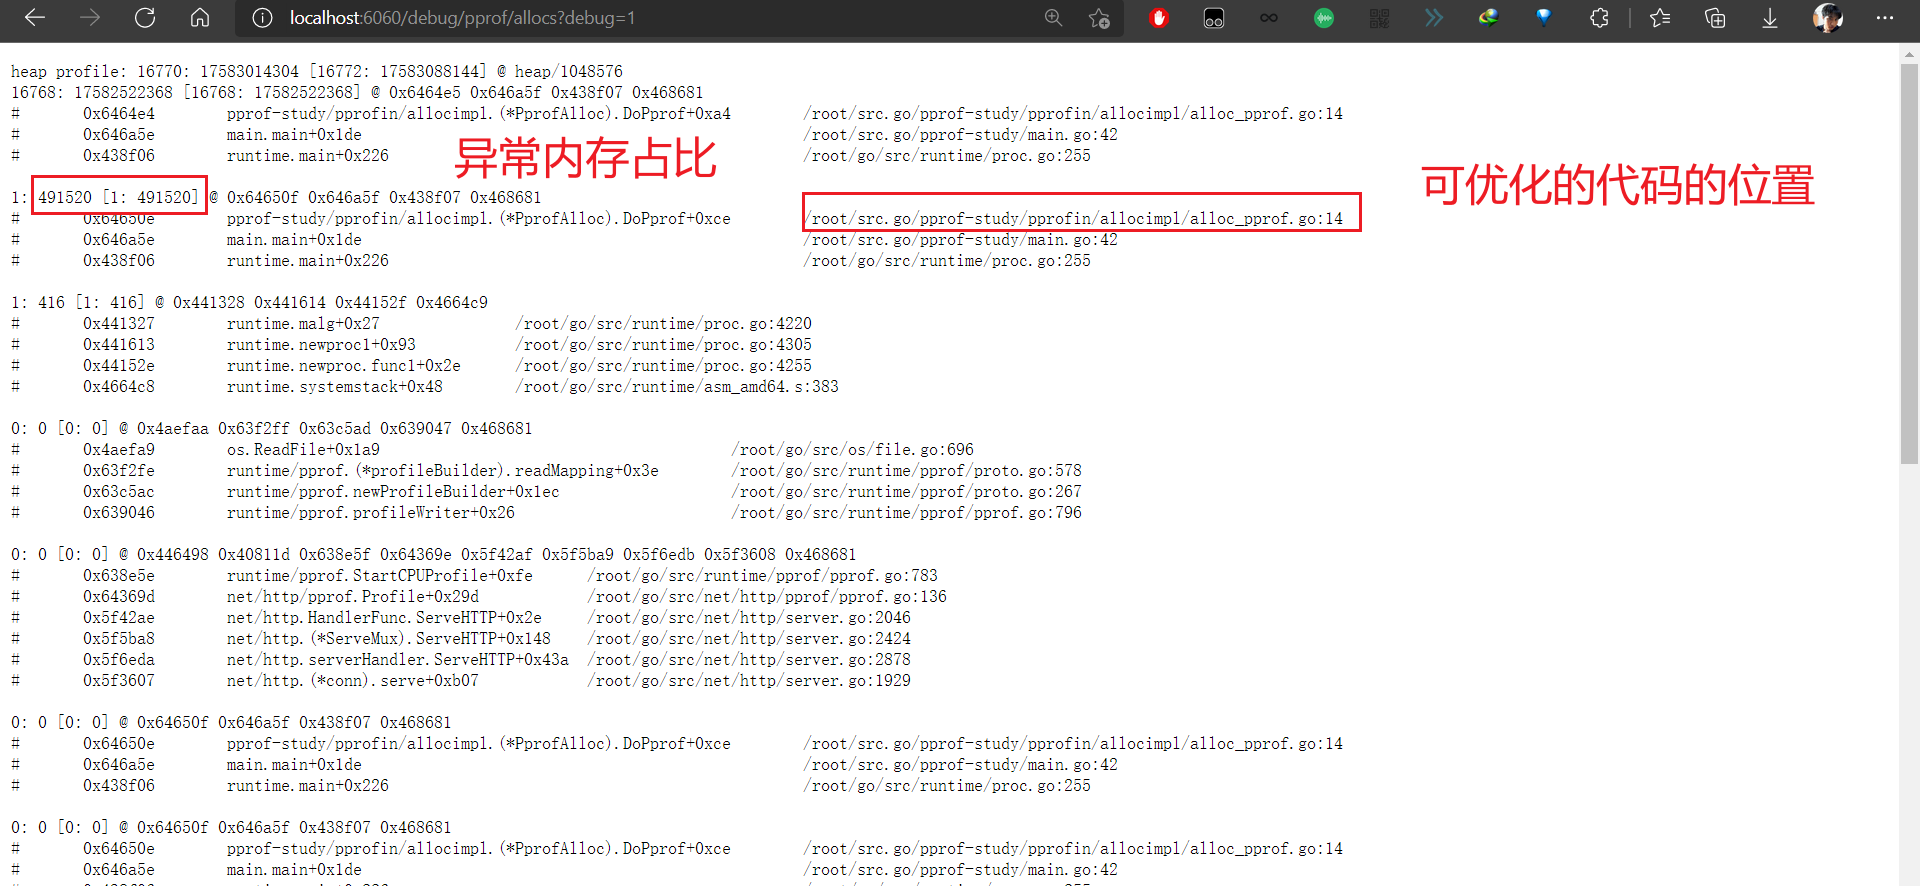 localhost:6060/debug/pprof/allocs?debug=1
heap profile: 16770: 17583014304 [16772: 17583088144] @ heap/1048576
16768: 17582522368 [16768: 17582522368] @ 0x6464e5 0x646a5f 0x438f07 0x468681
# 0x6464e4 pprof-study/pprofin/allocimpl.(*PprofAlloc).DoPprof+0xa4 /root/src.go/pprof-study/pprofin/allocimpl/alloc_pprof.go:14
# 0x646a5e main.main+0x1de /root/src.go/pprof-study/main.go:42
# 0x438f06 runtime.main+0x226 /root/go/src/runtime/proc.go:255
异常内存占比
可优化的代码的位置
1: 491520 [1: 491520] @ 0x64650f 0x646a5f 0x438f07 0x468681
# 0x64650e pprof-study/pprofin/allocimpl.(*PprofAlloc).DoPprof+0xce /root/src.go/pprof-study/pprofin/allocimpl/alloc_pprof.go:14
# 0x646a5e main.main+0x1de /root/src.go/pprof-study/main.go:42
# 0x438f06 runtime.main+0x226 /root/go/src/runtime/proc.go:255
1: 416 [1: 416] @ 0x441328 0x441614 0x44152f 0x4664c9
# 0x441327 runtime.malg+0x27 /root/go/src/runtime/proc.go:4220
# 0x441613 runtime.newproc1+0x93 /root/go/src/runtime/proc.go:4305
# 0x44152e runtime.newproc.func1+0x2e /root/go/src/runtime/proc.go:4255
# 0x4664c8 runtime.systemstack+0x48 /root/go/src/runtime/asm_amd64.s:383
0: 0 [0: 0] @ 0x4aefaa 0x63f2ff 0x63c5ad 0x639047 0x468681
# 0x4aefa9 os.ReadFile+0x1a9 /root/go/src/os/file.go:696
# 0x63f2fe runtime/pprof.(*profileBuilder).readMapping+0x3e /root/go/src/runtime/pprof/proto.go:578
# 0x63c5ac runtime/pprof.newProfileBuilder+0x1ec /root/go/src/runtime/pprof/proto.go:267
# 0x639046 runtime/pprof.profileWriter+0x26 /root/go/src/runtime/pprof/pprof.go:796
0: 0 [0: 0] @ 0x446498 0x40811d 0x638e5f 0x64369e 0x5f42af 0x5f5ba9 0x5f6edb 0x5f3608 0x468681
# 0x638e5e runtime/pprof.StartCPUProfile+0xfe /root/go/src/runtime/pprof/pprof.go:783
# 0x64369d net/http/pprof.Profile+0x29d /root/go/src/net/http/pprof/pprof.go:136
# 0x5f42ae net/http.HandlerFunc.ServeHTTP+0x2e /root/go/src/net/http/server.go:2046
# 0x5f5ba8 net/http.(*ServeMux).ServeHTTP+0x148 /root/go/src/net/http/server.go:2424
# 0x5f6eda net/http.serverHandler.ServeHTTP+0x43a /root/go/src/net/http/server.go:2878
# 0x5f3607 net/http.(*conn).serve+0xb07 /root/go/src/net/http/server.go:1929
0: 0 [0: 0] @ 0x64650f 0x646a5f 0x438f07 0x468681
# 0x64650e pprof-study/pprofin/allocimpl.(*PprofAlloc).DoPprof+0xce /root/src.go/pprof-study/pprofin/allocimpl/alloc_pprof.go:14
# 0x646a5e main.main+0x1de /root/src.go/pprof-study/main.go:42
# 0x438f06 runtime.main+0x226 /root/go/src/runtime/proc.go:255
0: 0 [0: 0] @ 0x64650f 0x646a5f 0x438f07 0x468681
# 0x64650e pprof-study/pprofin/allocimpl.(*PprofAlloc).DoPprof+0xce /root/src.go/pprof-study/pprofin/allocimpl/alloc_pprof.go:14
# 0x646a5e main.main+0x1de /root/src.go/pprof-study/main.go:42